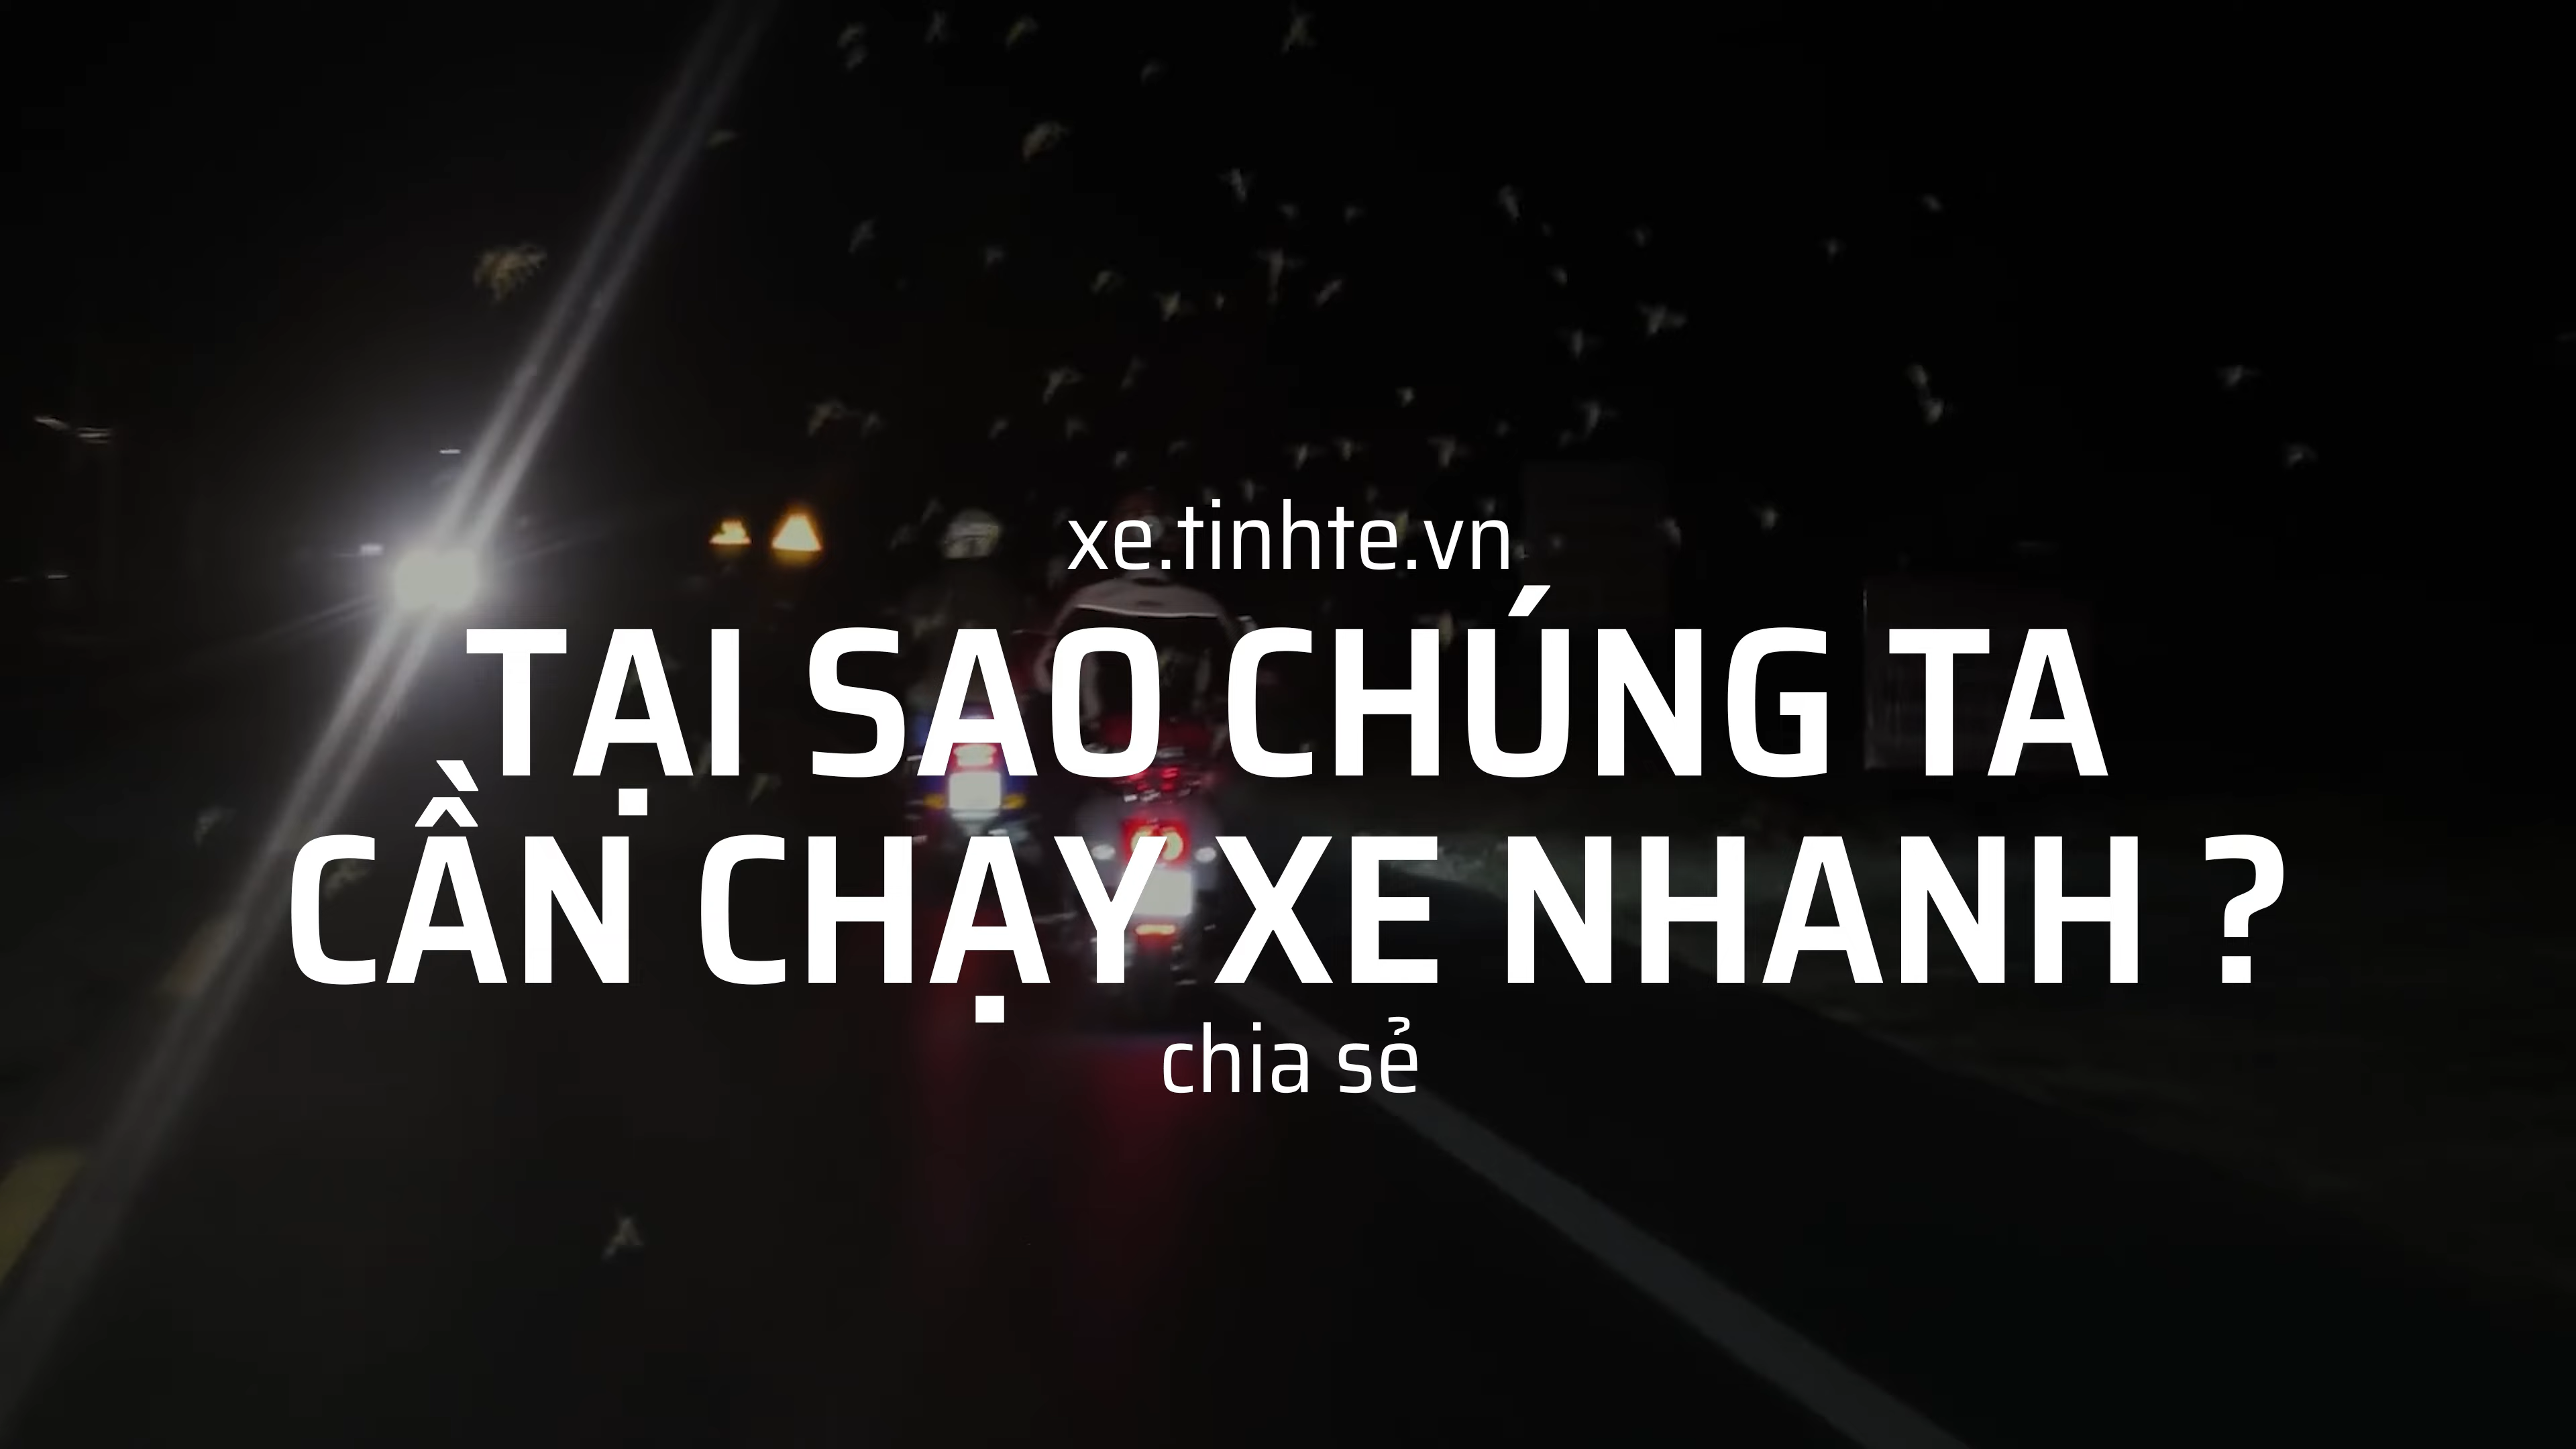 xe.tinhte.vn
TẠI SAO CHÚNG TA
CẦN CHẠY XE NHANH ?
chia sẻ